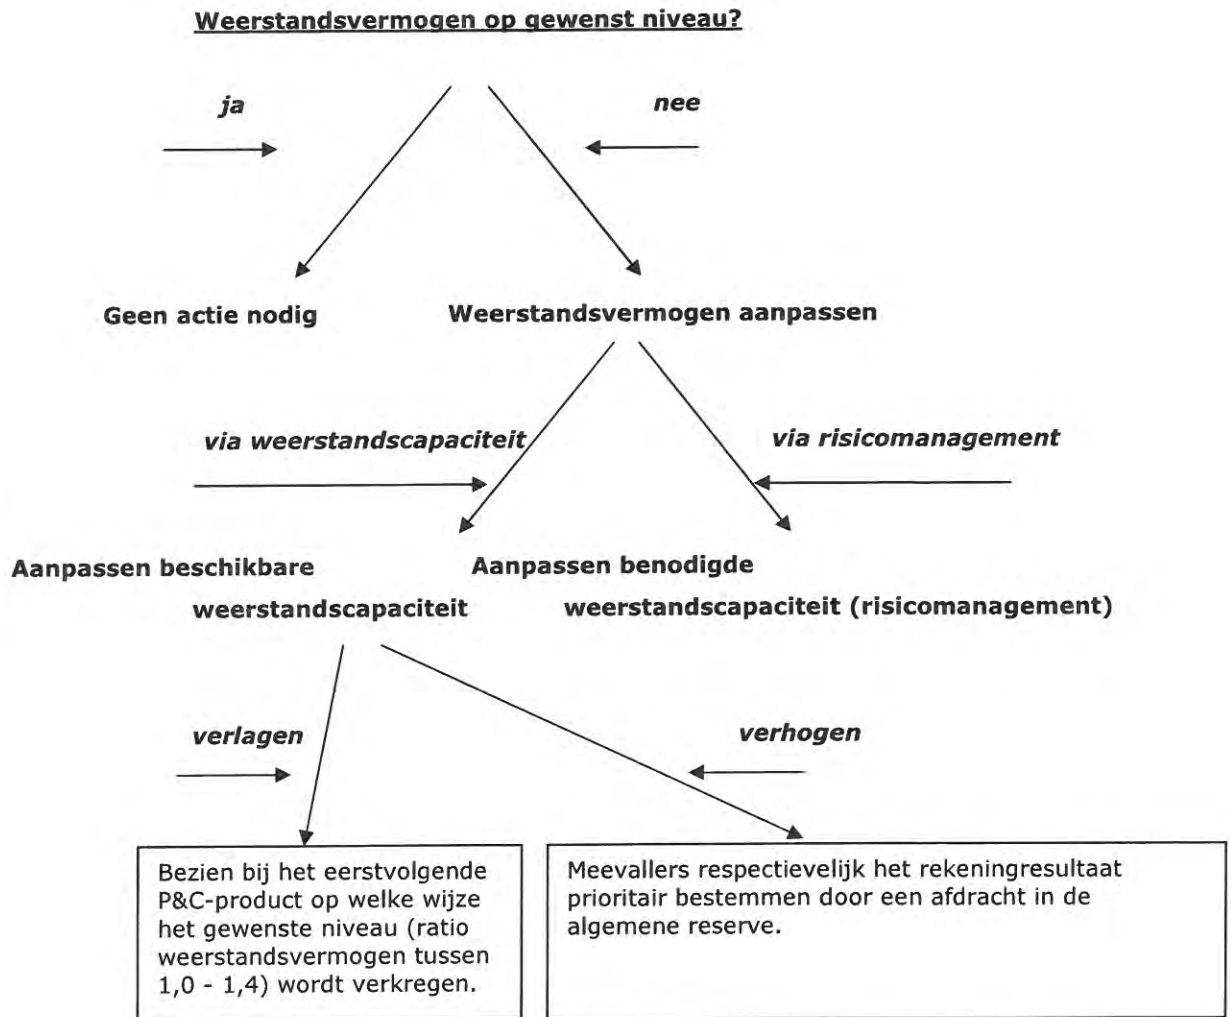 Weerstandsvermogen op gewenst niveau?
ja
nee
Geen actie nodig
Weerstandsvermogen aanpassen
via weerstandscapaciteit
via risicomanagement
Aanpassen beschikbare
weerstandscapaciteit
Aanpassen benodigde
weerstandscapaciteit (risicomanagement)
verlagen
verhogen
Bezien bij het eerstvolgende
P&C-product op welke wijze
het gewenste niveau (ratio
weerstandsvermogen tussen
1,0 - 1,4) wordt verkregen.
Meevallers respectievelijk het rekeningresultaat
prioritair bestemmen door een afdracht in de
algemene reserve.